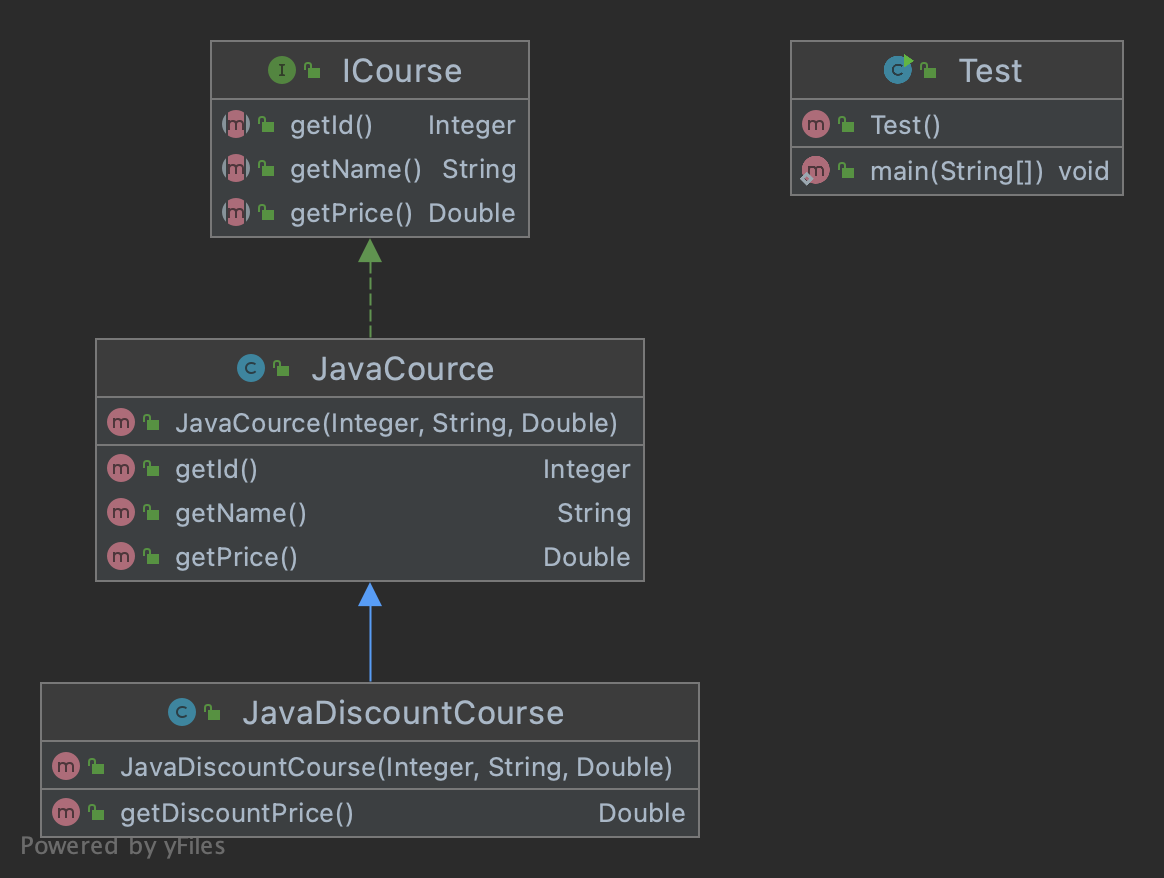 ICourse
getId() Integer
getName() String
getPrice() Double
Test
Test()
main(String[]) void
JavaCource
JavaCource(Integer, String, Double)
getId() Integer
getName() String
getPrice() Double
JavaDiscountCourse
JavaDiscountCourse(Integer, String, Double)
getDiscountPrice() Double
Powered by yFiles